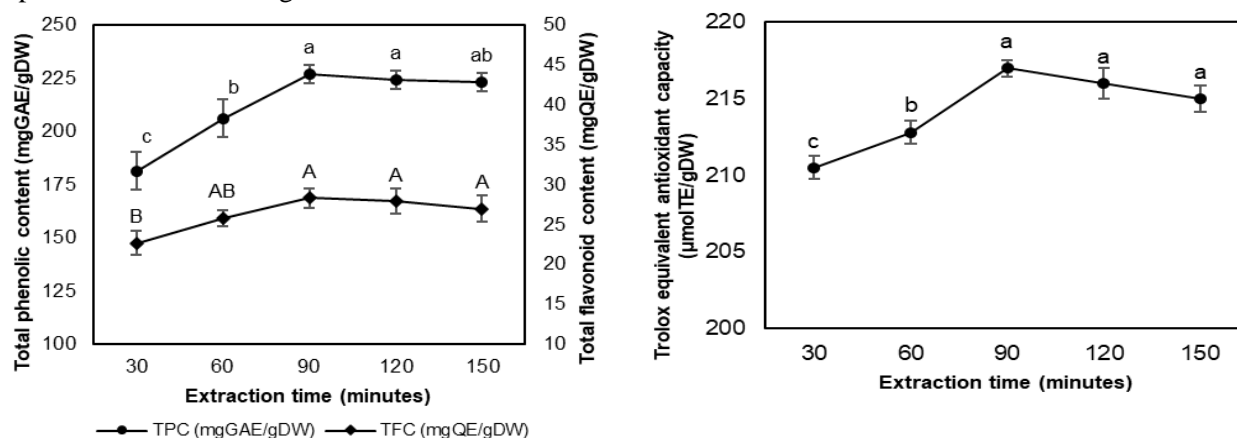 250
225
200
175
150
125
100
50
45
40
35
30
25
20
15
10
Total phenolic content (mgGAE/gDW)
Total flavonoid content (mgQE/gDW)
c
b
a
a
ab
B
AB
A
A
A
30 60 90 120 150
Extraction time (minutes)
TPC (mgGAE/gDW) TFC (mgQE/gDW)
220
215
210
205
200
Trolox equivalent antioxidant capacity
(µmolTE/gDW)
c
b
a
a
a
30 60 90 120 150
Extraction time (minutes)